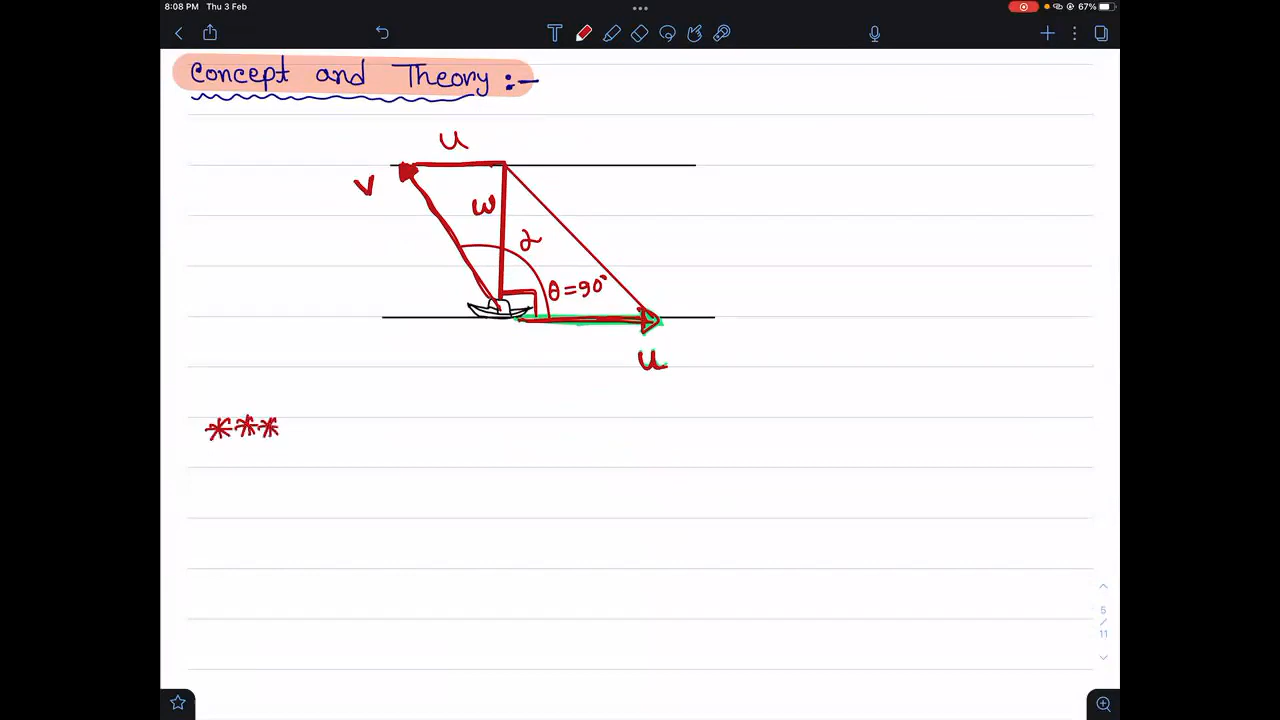 8:08 PM Thu 3 Feb
67%
T
Concept and Theory :-
u
v
w
α
θ = 90°
u
***
5
/
11